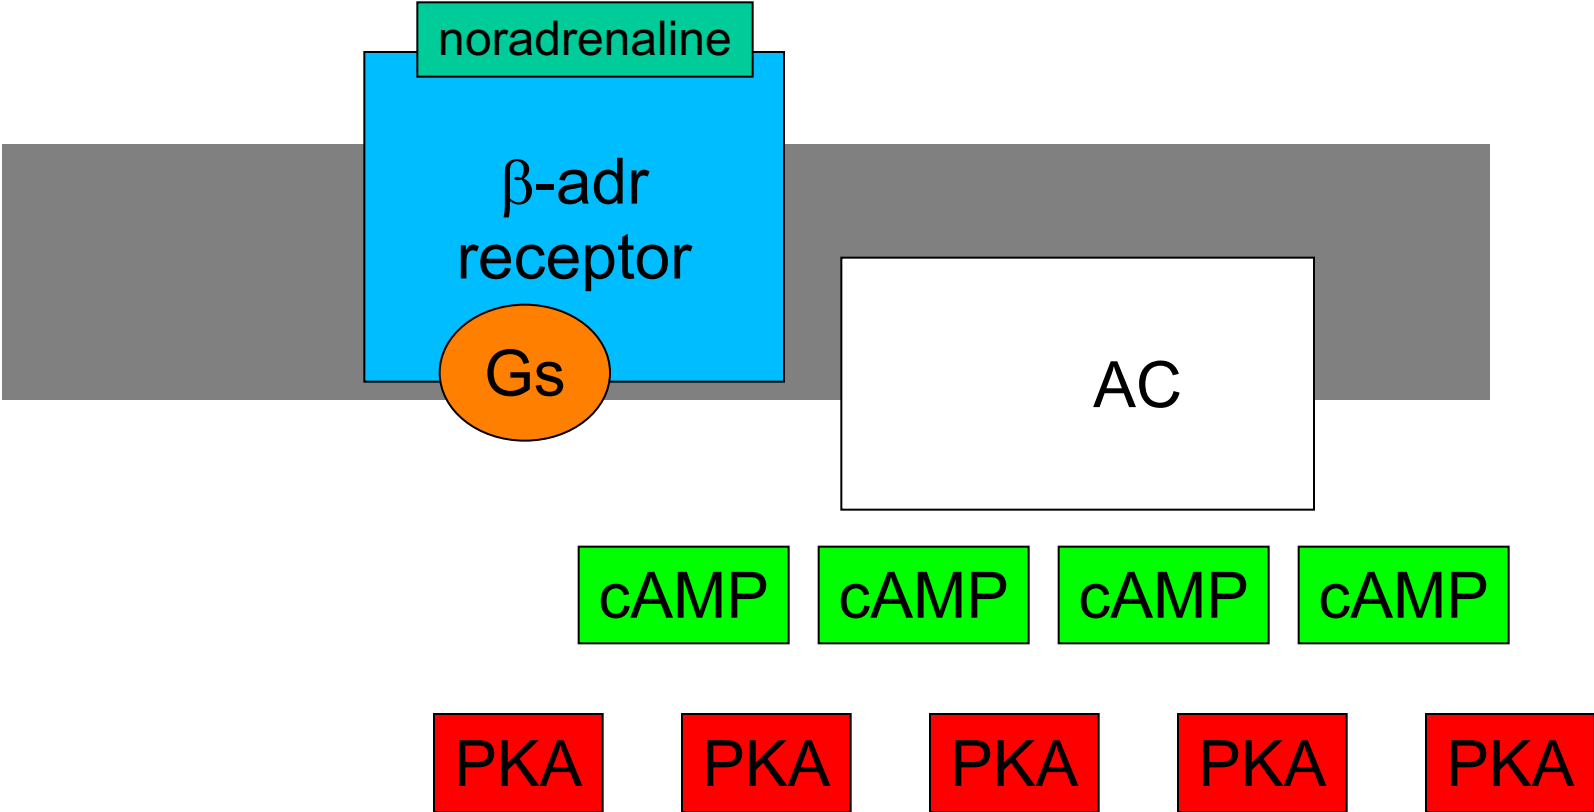 noradrenaline
β-adr
receptor
Gs
AC
cAMP cAMP cAMP cAMP
PKA PKA PKA PKA PKA